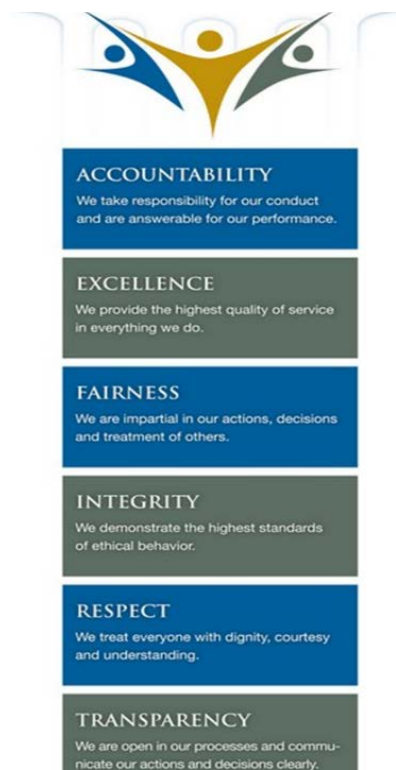 ACCOUNTABILITY
We take responsibility for our conduct
and are answerable for our performance.
EXCELLENCE
We provide the highest quality of service
in everything we do.
FAIRNESS
We are impartial in our actions, decisions
and treatment of others.
INTEGRITY
We demonstrate the highest standards
of ethical behavior.
RESPECT
We treat everyone with dignity, courtesy
and understanding.
TRANSPARENCY
We are open in our processes and commu-
nicate our actions and decisions clearly.